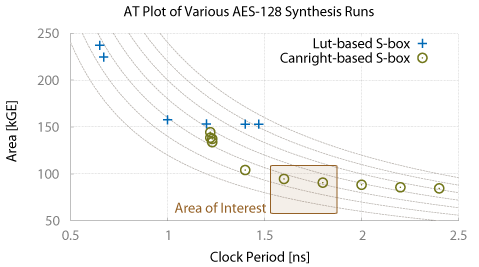 AT Plot of Various AES-128 Synthesis Runs
250
200
150
100
50
Area [kGE]
Lut-based S-box
Canright-based S-box
Area of Interest
0.5
1
1.5
2
2.5
Clock Period [ns]